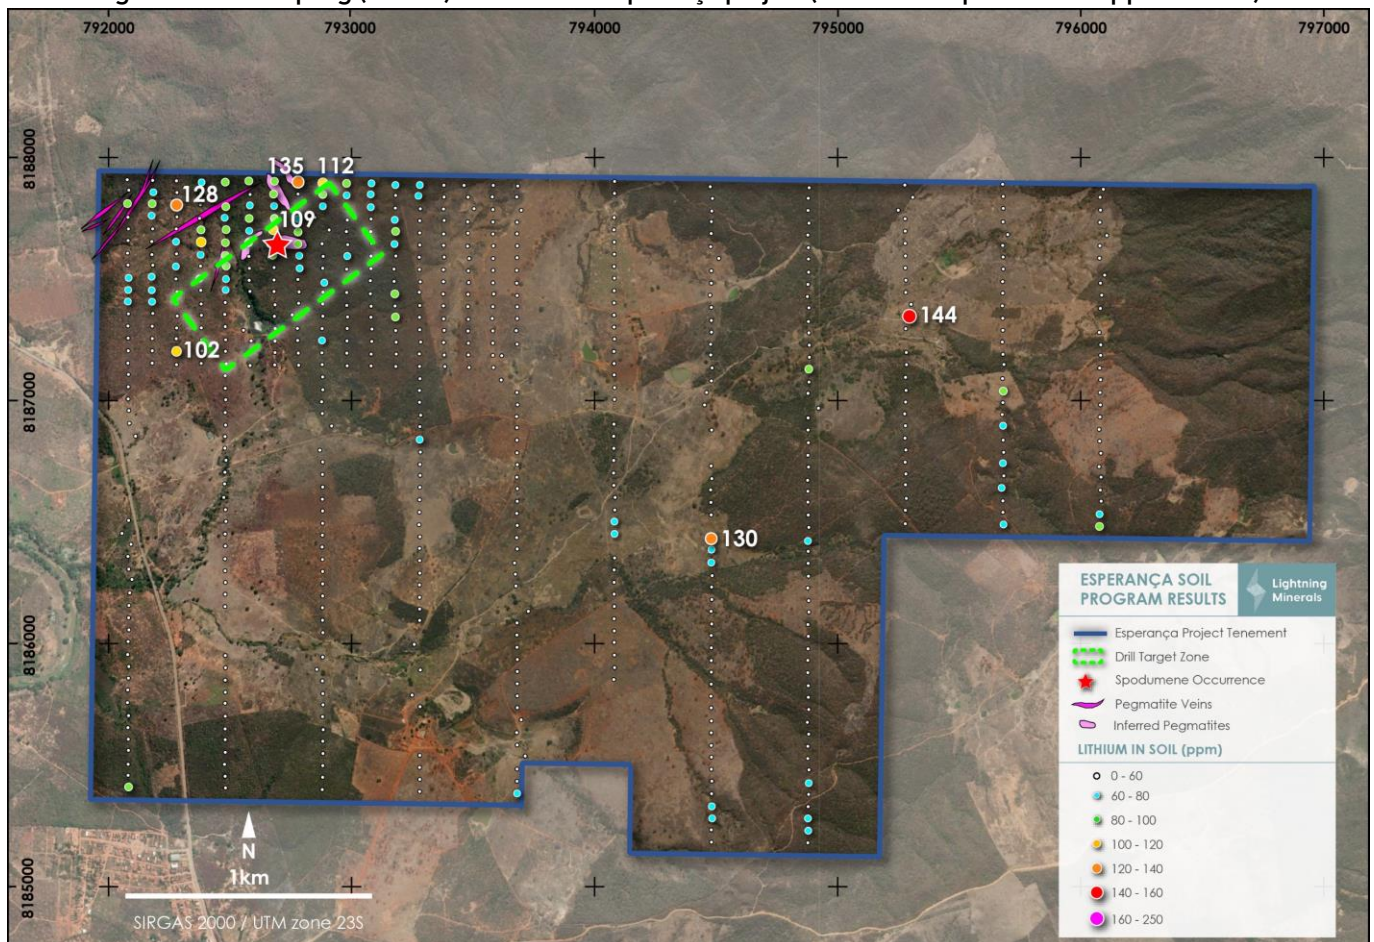 792000 793000 794000 795000 796000 797000
8188000
8187000
8186000
8185000
135 112
128
109
102
144
130
ESPERANÇA SOIL
PROGRAM RESULTS
Lightning
Minerals
Esperança Project Tenement
Drill Target Zone
Spodumene Occurrence
Pegmatite Veins
Inferred Pegmatites
LITHIUM IN SOIL (ppm)
0 - 60
60 - 80
80 - 100
100 - 120
120 - 140
140 - 160
160 - 250
N
1km
SIRGAS 2000 / UTM zone 23S